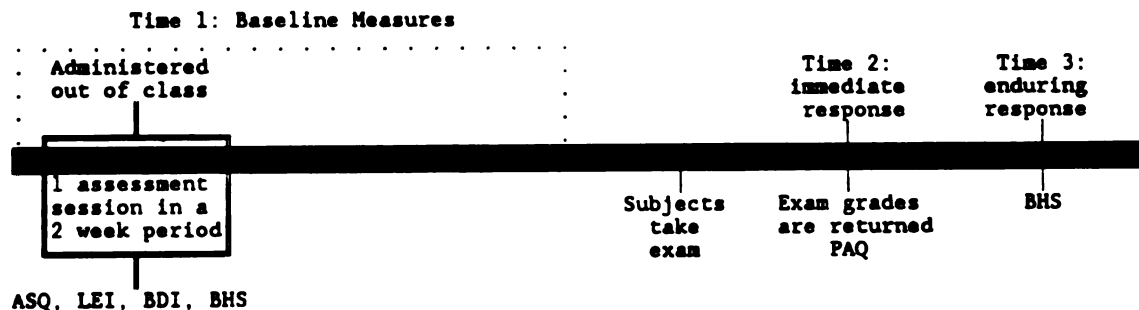 Time 1: Baseline Measures
Administered
out of class
1 assessment
session in a
2 week period
ASQ, LEI, BDI, BHS
Subjects
take
exam
Time 2:
immediate
response
Exam grades
are returned
PAQ
Time 3:
enduring
response
BHS